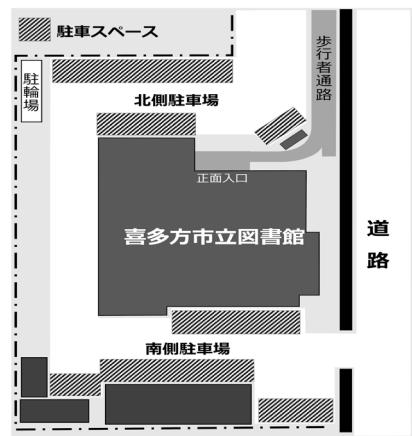 駐車スペース
歩行者通路
駐輪場
北側駐車場
正面入口
喜多方市立図書館
道路
南側駐車場